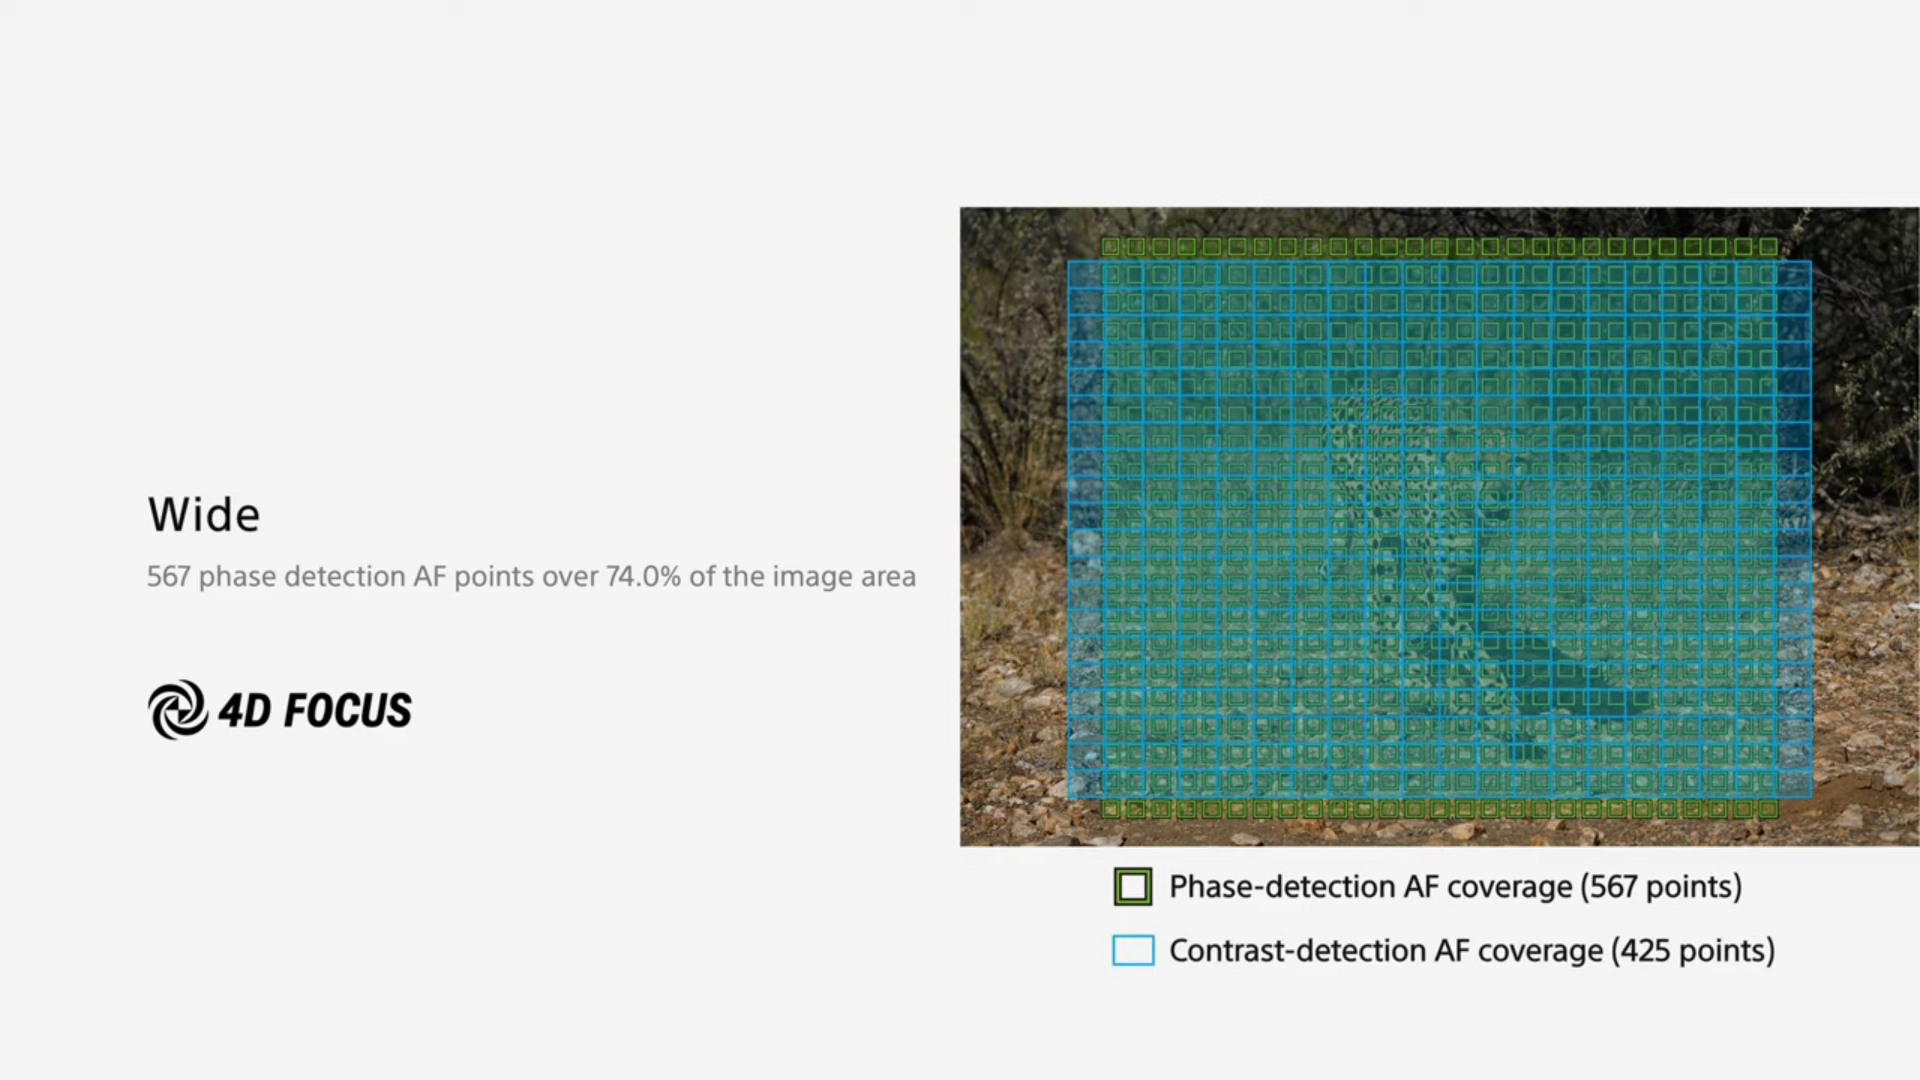 Wide
567 phase detection AF points over 74.0% of the image area
4D FOCUS
Phase-detection AF coverage (567 points)
Contrast-detection AF coverage (425 points)